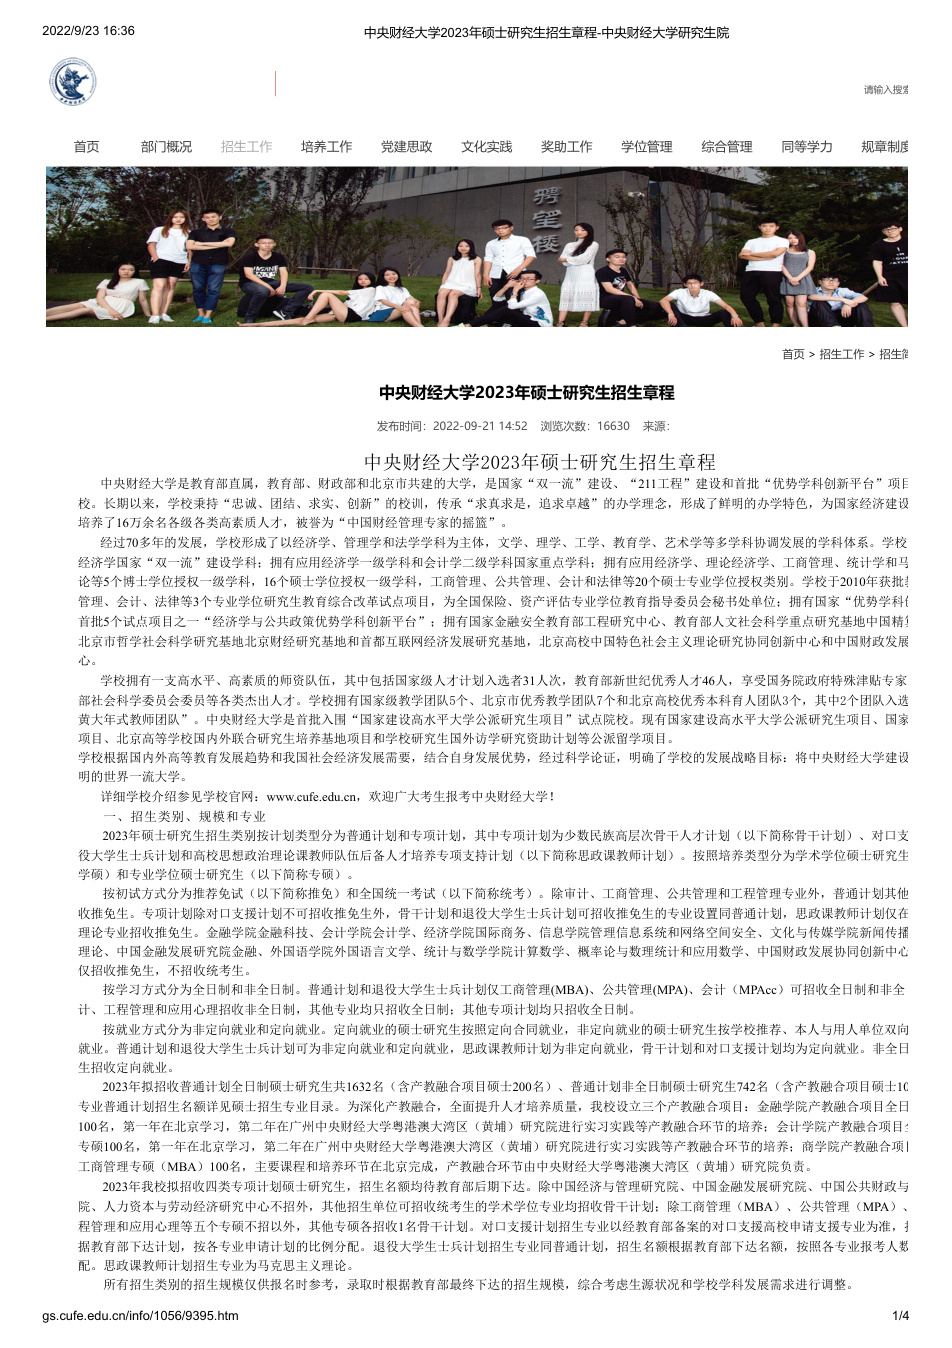 2022/9/23 16:36
中央财经大学2023年硕士研究生招生章程-中央财经大学研究生院
请输入搜索
首页 部门概况 招生工作 培养工作 党建思政 文化实践 奖助工作 学位管理 综合管理 同等学力 规章制度
聘望楼
首页 > 招生工作 > 招生简
中央财经大学2023年硕士研究生招生章程
发布时间：2022-09-21 14:52 浏览次数：16630 来源：
中央财经大学2023年硕士研究生招生章程
中央财经大学是教育部直属，教育部、财政部和北京市共建的大学，是国家“双一流”建设、“211工程”建设和首批“优势学科创新平台”项目
校。长期以来，学校秉持“忠诚、团结、求实、创新”的校训，传承“求真求是，追求卓越”的办学理念，形成了鲜明的办学特色，为国家经济建设
培养了16万余名各级各类高素质人才，被誉为“中国财经管理专家的摇篮”。
经过70多年的发展，学校形成了以经济学、管理学和法学学科为主体，文学、理学、工学、教育学、艺术学等多学科协调发展的学科体系。学校
经济学国家“双一流”建设学科；拥有应用经济学一级学科和会计学二级学科国家重点学科；拥有应用经济学、理论经济学、工商管理、统计学和马
论等5个博士学位授权一级学科，16个硕士学位授权一级学科，工商管理、公共管理、会计和法律等20个硕士专业学位授权类别。学校于2010年获批
管理、会计、法律等3个专业学位研究生教育综合改革试点项目，为全国保险、资产评估专业学位教育指导委员会秘书处单位；拥有国家“优势学科
首批5个试点项目之一“经济学与公共政策优势学科创新平台”；拥有国家金融安全教育部工程研究中心、教育部人文社会科学重点研究基地中国精
北京市哲学社会科学研究基地北京财经研究基地和首都互联网经济发展研究基地，北京高校中国特色社会主义理论研究协同创新中心和中国财政发展
心。
学校拥有一支高水平、高素质的师资队伍，其中包括国家级人才计划入选者31人次，教育部新世纪优秀人才46人，享受国务院政府特殊津贴专家
部社会科学委员会委员等各类杰出人才。学校拥有国家级教学团队5个、北京市优秀教学团队7个和北京高校优秀本科育人团队3个，其中2个团队入选
黄大年式教师团队”。中央财经大学是首批入围“国家建设高水平大学公派研究生项目”试点院校。现有国家建设高水平大学公派研究生项目、国家
项目、北京高等学校国内外联合研究生培养基地项目和学校研究生国外访学研究资助计划等公派留学项目。
学校根据国内外高等教育发展趋势和我国社会经济发展需要，结合自身发展优势，经过科学论证，明确了学校的发展战略目标：将中央财经大学建设
明的世界一流大学。
详细学校介绍参见学校官网：www.cufe.edu.cn，欢迎广大考生报考中央财经大学！
一、招生类别、规模和专业
2023年硕士研究生招生类别按计划类型分为普通计划和专项计划，其中专项计划为少数民族高层次骨干人才计划（以下简称骨干计划）、对口支
役大学生士兵计划和高校思想政治理论课教师队伍后备人才培养专项支持计划（以下简称思政课教师计划）。按照培养类型分为学术学位硕士研究生
学硕）和专业学位硕士研究生（以下简称专硕）。
按初试方式分为推荐免试（以下简称推免）和全国统一考试（以下简称统考）。除审计、工商管理、公共管理和工程管理专业外，普通计划其他
收推免生。专项计划除对口支援计划不可招收推免生外，骨干计划和退役大学生士兵计划可招收推免生的专业设置同普通计划，思政课教师计划仅在
理论专业招收推免生。金融学院金融科技、会计学院会计学、经济学院国际商务、信息学院管理信息系统和网络空间安全、文化与传媒学院新闻传播
理论、中国金融发展研究院金融、外国语学院外国语言文学、统计与数学学院计算数学、概率论与数理统计和应用数学、中国财政发展协同创新中心
仅招收推免生，不招收统考生。
按学习方式分为全日制和非全日制。普通计划和退役大学生士兵计划仅工商管理(MBA)、公共管理(MPA)、会计（MPAcc）可招收全日制和非全
计、工程管理和应用心理招收非全日制，其他专业均只招收全日制；其他专项计划均只招收全日制。
按就业方式分为非定向就业和定向就业。定向就业的硕士研究生按照定向合同就业，非定向就业的硕士研究生按学校推荐、本人与用人单位双向
就业。普通计划和退役大学生士兵计划可为非定向就业和定向就业，思政课教师计划为非定向就业，骨干计划和对口支援计划均为定向就业。非全日
生招收定向就业。
2023年拟招收普通计划全日制硕士研究生共1632名（含产教融合项目硕士200名）、普通计划非全日制硕士研究生742名（含产教融合项目硕士10
专业普通计划招生名额详见硕士招生专业目录。为深化产教融合，全面提升人才培养质量，我校设立三个产教融合项目：金融学院产教融合项目全日
100名，第一年在北京学习，第二年在广州中央财经大学粤港澳大湾区（黄埔）研究院进行实习实践等产教融合环节的培养；会计学院产教融合项目
专硕100名，第一年在北京学习，第二年在广州中央财经大学粤港澳大湾区（黄埔）研究院进行实习实践等产教融合环节的培养；商学院产教融合项
工商管理专硕（MBA）100名，主要课程和培养环节在北京完成，产教融合环节由中央财经大学粤港澳大湾区（黄埔）研究院负责。
2023年我校拟招收四类专项计划硕士研究生，招生名额均待教育部后期下达。除中国经济与管理研究院、中国金融发展研究院、中国公共财政与
院、人力资本与劳动经济研究中心不招外，其他招生单位可招收统考生的学术学位专业均招收骨干计划；除工商管理（MBA）、公共管理（MPA）、
程管理和应用心理等五个专硕不招以外，其他专硕各招收1名骨干计划。对口支援计划招生专业以经教育部备案的对口支援高校申请支援专业为准，
据教育部下达计划，按各专业申请计划的比例分配。退役大学生士兵计划招生专业同普通计划，招生名额根据教育部下达名额，按照各专业报考人数
配。思政课教师计划招生专业为马克思主义理论。
所有招生类别的招生规模仅供报名时参考，录取时根据教育部最终下达的招生规模，综合考虑生源状况和学校学科发展需求进行调整。
gs.cufe.edu.cn/info/1056/9395.htm
1/4